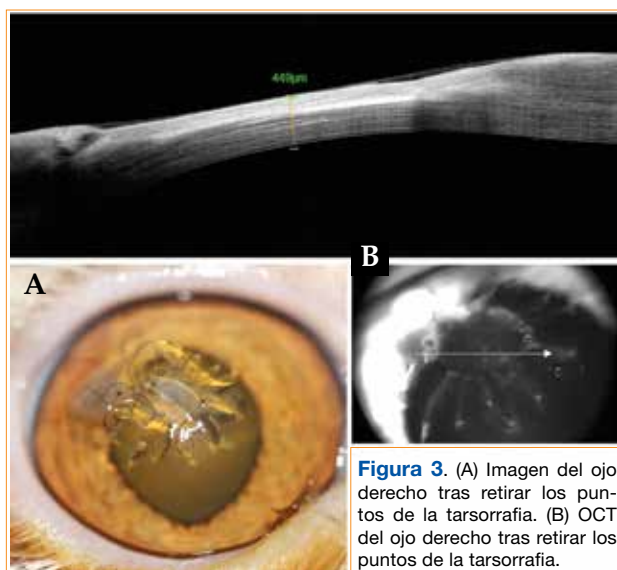 449µm
B
A
Figura 3. (A) Imagen del ojo
derecho tras retirar los pun-
tos de la tarsorrafia. (B) OCT
del ojo derecho tras retirar los
puntos de la tarsorrafia.